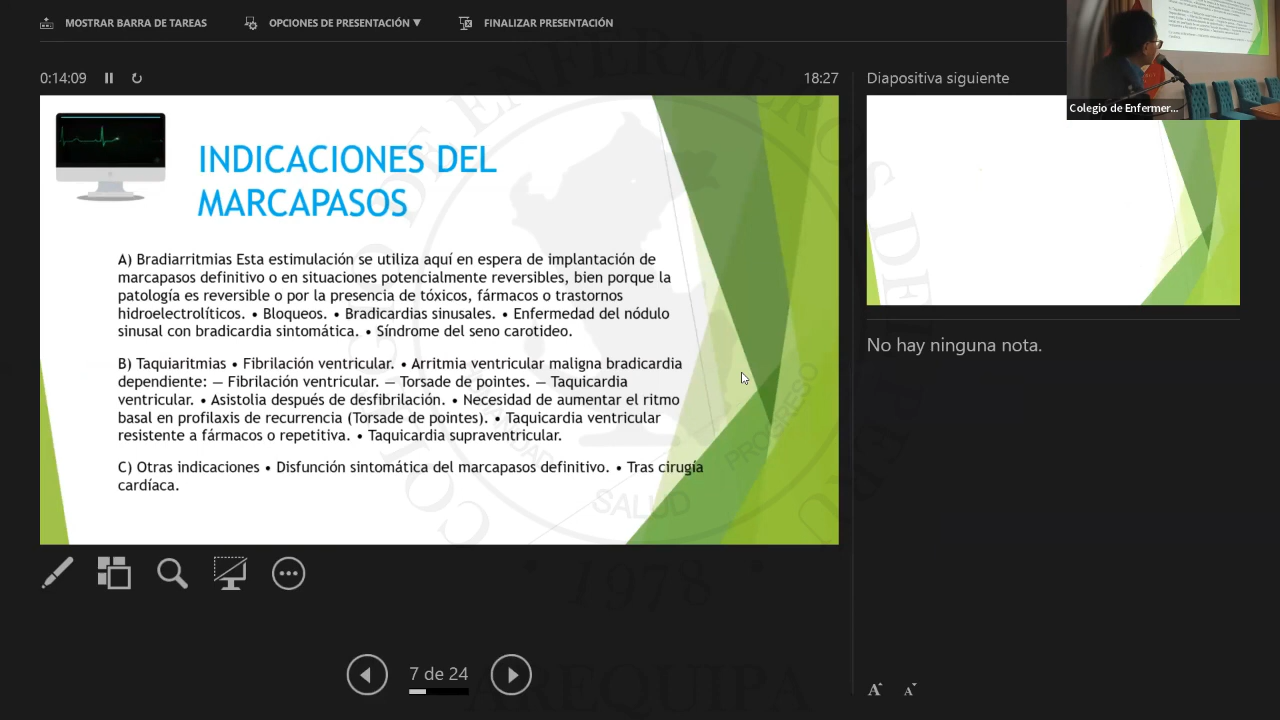 MOSTRAR BARRA DE TAREAS
OPCIONES DE PRESENTACIÓN ▼
FINALIZAR PRESENTACIÓN
0:14:09
18:27
Diapositiva siguiente
Colegio de Enfermer...
INDICACIONES DEL
MARCAPASOS
A) Bradiarritmias Esta estimulación se utiliza aquí en espera de implantación de
marcapasos definitivo o en situaciones potencialmente reversibles, bien porque la
patología es reversible o por la presencia de tóxicos, fármacos o trastornos
hidroelectrolíticos. • Bloqueos. • Bradicardias sinusales. • Enfermedad del nódulo
sinusal con bradicardia sintomática. • Síndrome del seno carotideo.
B) Taquiaritmias • Fibrilación ventricular. • Arritmia ventricular maligna bradicardia
dependiente: — Fibrilación ventricular. — Torsade de pointes. — Taquicardia
ventricular. • Asistolia después de desfibrilación. • Necesidad de aumentar el ritmo
basal en profilaxis de recurrencia (Torsade de pointes). • Taquicardia ventricular
resistente a fármacos o repetitiva. • Taquicardia supraventricular.
C) Otras indicaciones • Disfunción sintomática del marcapasos definitivo. • Tras cirugía
cardíaca.
No hay ninguna nota.
PROGRESO
SALUD
1978
AREQUIPA
7 de 24
A A